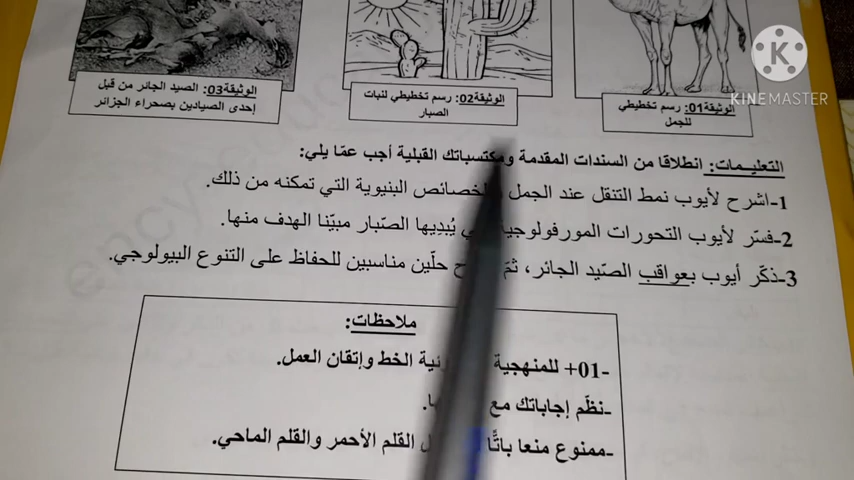 KINEMASTER
الوثيقة01: رسم تخطيطي
للجمل
الوثيقة02: رسم تخطيطي لنبات
الصبار
الوثيقة03: الصيد الجائر من قبل
إحدى الصيادين بصحراء الجزائر
التعليـمات: انطلاقا من السندات المقدمة ومكتسباتك القبلية أجب عمّا يلي:
1-اشرح لأيوب نمط التنقل عند الجمل الخصائص البنيوية التي تمكنه من ذلك.
2-فسّر لأيوب التحورات المورفولوجية يُبدِيها الصّبار مبيّنا الهدف منها.
3-ذكّر أيوب بعواقب الصّيد الجائر، حلّين مناسبين للحفاظ على التنوع البيولوجي.
ملاحظات:
-01+ للمنهجية الخط وإتقان العمل.
-نظّم إجاباتك مع
-ممنوع منعا باتًّا القلم الأحمر والقلم الماحي.